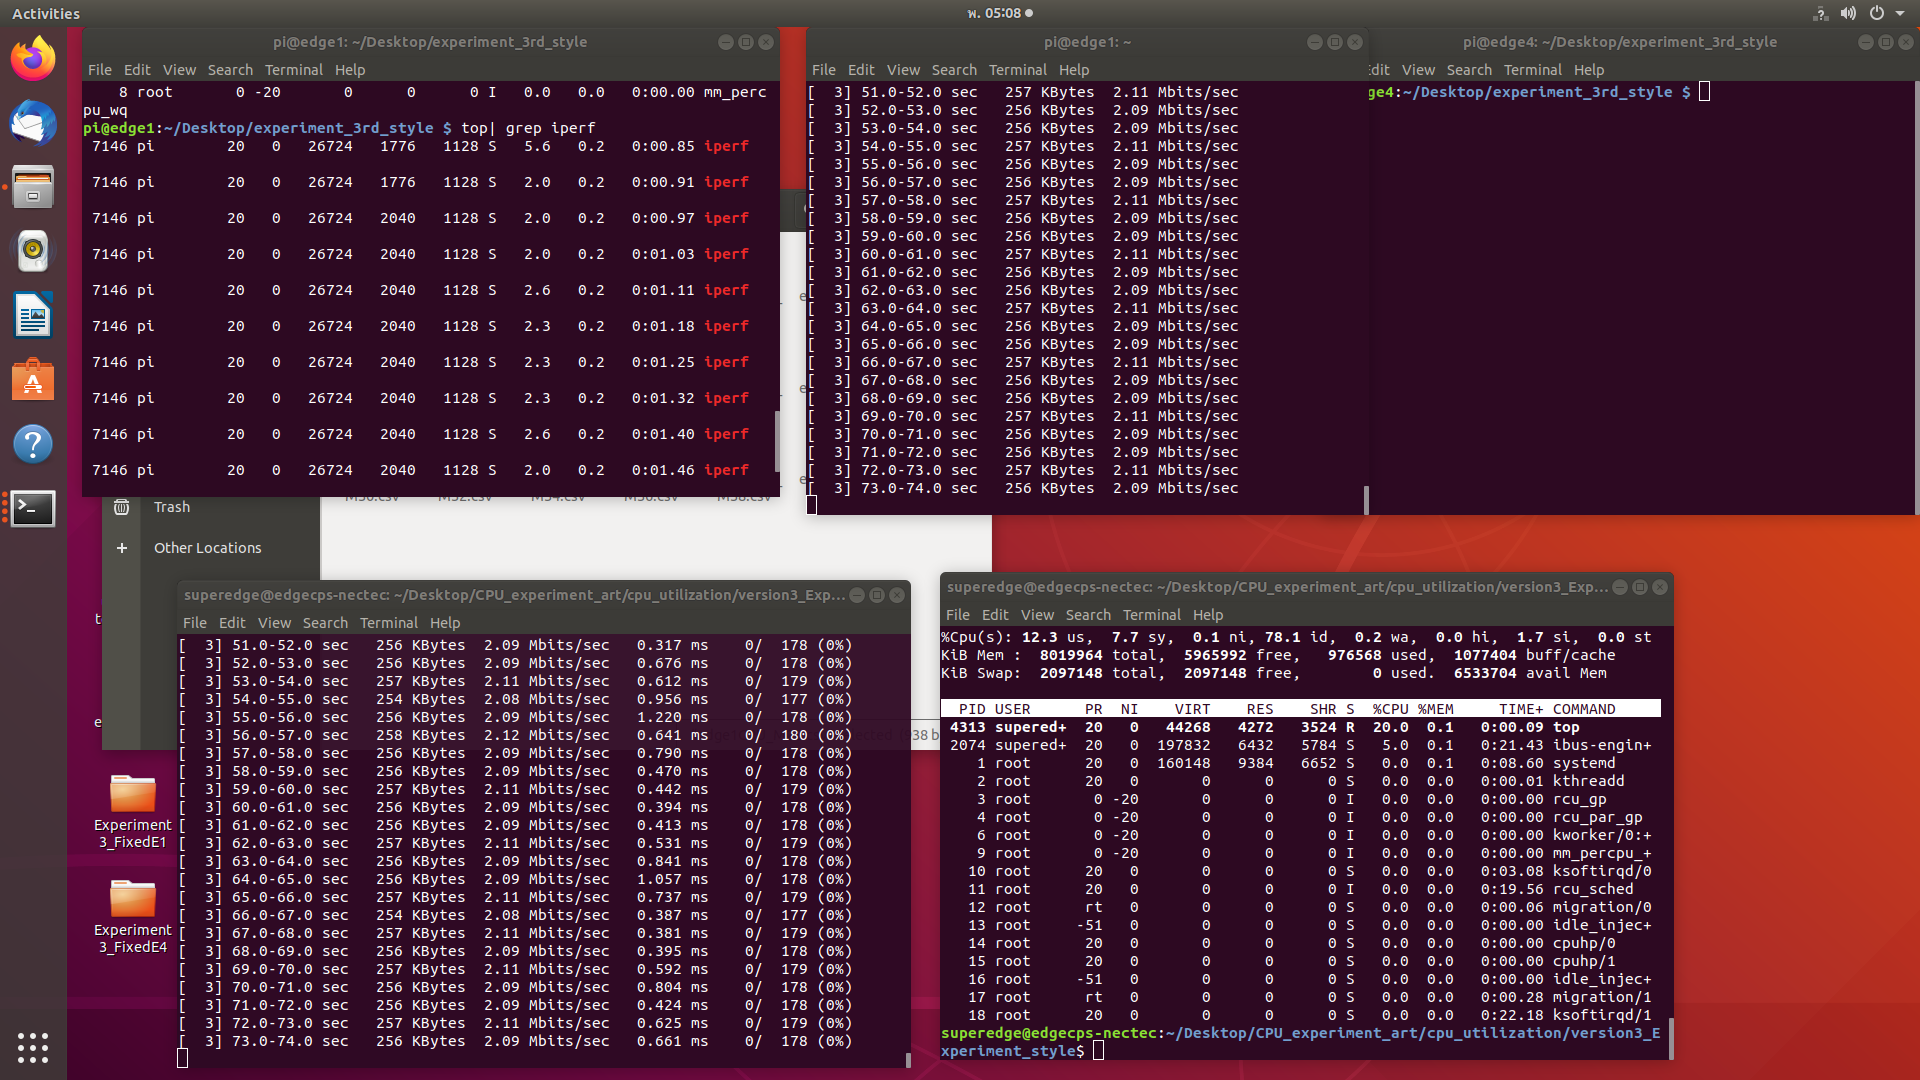 Activities
พ. 05:08
pi@edge1: ~/Desktop/experiment_3rd_style
File Edit View Search Terminal Help
8 root 0 -20 0 0 0 I 0.0 0.0 0:00.00 mm_perc
pu_wq
pi@edge1:~/Desktop/experiment_3rd_style $ top| grep iperf
7146 pi 20 0 26724 1776 1128 S 5.6 0.2 0:00.85 iperf
7146 pi 20 0 26724 1776 1128 S 2.0 0.2 0:00.91 iperf
7146 pi 20 0 26724 2040 1128 S 2.0 0.2 0:00.97 iperf
7146 pi 20 0 26724 2040 1128 S 2.0 0.2 0:01.03 iperf
7146 pi 20 0 26724 2040 1128 S 2.6 0.2 0:01.11 iperf
7146 pi 20 0 26724 2040 1128 S 2.3 0.2 0:01.18 iperf
7146 pi 20 0 26724 2040 1128 S 2.3 0.2 0:01.25 iperf
7146 pi 20 0 26724 2040 1128 S 2.3 0.2 0:01.32 iperf
7146 pi 20 0 26724 2040 1128 S 2.6 0.2 0:01.40 iperf
7146 pi 20 0 26724 2040 1128 S 2.0 0.2 0:01.46 iperf
pi@edge1: ~
File Edit View Search Terminal Help
[ 3] 51.0-52.0 sec 257 KBytes 2.11 Mbits/sec
[ 3] 52.0-53.0 sec 256 KBytes 2.09 Mbits/sec
[ 3] 53.0-54.0 sec 256 KBytes 2.09 Mbits/sec
[ 3] 54.0-55.0 sec 257 KBytes 2.11 Mbits/sec
[ 3] 55.0-56.0 sec 256 KBytes 2.09 Mbits/sec
[ 3] 56.0-57.0 sec 256 KBytes 2.09 Mbits/sec
[ 3] 57.0-58.0 sec 257 KBytes 2.11 Mbits/sec
[ 3] 58.0-59.0 sec 256 KBytes 2.09 Mbits/sec
[ 3] 59.0-60.0 sec 256 KBytes 2.09 Mbits/sec
[ 3] 60.0-61.0 sec 257 KBytes 2.11 Mbits/sec
[ 3] 61.0-62.0 sec 256 KBytes 2.09 Mbits/sec
[ 3] 62.0-63.0 sec 256 KBytes 2.09 Mbits/sec
[ 3] 63.0-64.0 sec 257 KBytes 2.11 Mbits/sec
[ 3] 64.0-65.0 sec 256 KBytes 2.09 Mbits/sec
[ 3] 65.0-66.0 sec 256 KBytes 2.09 Mbits/sec
[ 3] 66.0-67.0 sec 257 KBytes 2.11 Mbits/sec
[ 3] 67.0-68.0 sec 256 KBytes 2.09 Mbits/sec
[ 3] 68.0-69.0 sec 256 KBytes 2.09 Mbits/sec
[ 3] 69.0-70.0 sec 257 KBytes 2.11 Mbits/sec
[ 3] 70.0-71.0 sec 256 KBytes 2.09 Mbits/sec
[ 3] 71.0-72.0 sec 256 KBytes 2.09 Mbits/sec
[ 3] 72.0-73.0 sec 257 KBytes 2.11 Mbits/sec
[ 3] 73.0-74.0 sec 256 KBytes 2.09 Mbits/sec
pi@edge4: ~/Desktop/experiment_3rd_style
Edit View Search Terminal Help
ge4:~/Desktop/experiment_3rd_style $
Trash
Other Locations
superedge@edgecps-nectec: ~/Desktop/CPU_experiment_art/cpu_utilization/version3_Exp...
File Edit View Search Terminal Help
[ 3] 51.0-52.0 sec 256 KBytes 2.09 Mbits/sec 0.317 ms 0/ 178 (0%)
[ 3] 52.0-53.0 sec 256 KBytes 2.09 Mbits/sec 0.676 ms 0/ 178 (0%)
[ 3] 53.0-54.0 sec 257 KBytes 2.11 Mbits/sec 0.612 ms 0/ 179 (0%)
[ 3] 54.0-55.0 sec 254 KBytes 2.08 Mbits/sec 0.956 ms 0/ 177 (0%)
[ 3] 55.0-56.0 sec 256 KBytes 2.09 Mbits/sec 1.220 ms 0/ 178 (0%)
[ 3] 56.0-57.0 sec 258 KBytes 2.12 Mbits/sec 0.641 ms 0/ 180 (0%)
[ 3] 57.0-58.0 sec 256 KBytes 2.09 Mbits/sec 0.790 ms 0/ 178 (0%)
[ 3] 58.0-59.0 sec 256 KBytes 2.09 Mbits/sec 0.470 ms 0/ 178 (0%)
[ 3] 59.0-60.0 sec 257 KBytes 2.11 Mbits/sec 0.442 ms 0/ 179 (0%)
[ 3] 60.0-61.0 sec 256 KBytes 2.09 Mbits/sec 0.394 ms 0/ 178 (0%)
[ 3] 61.0-62.0 sec 256 KBytes 2.09 Mbits/sec 0.413 ms 0/ 178 (0%)
[ 3] 62.0-63.0 sec 257 KBytes 2.11 Mbits/sec 0.531 ms 0/ 179 (0%)
[ 3] 63.0-64.0 sec 256 KBytes 2.09 Mbits/sec 0.841 ms 0/ 178 (0%)
[ 3] 64.0-65.0 sec 256 KBytes 2.09 Mbits/sec 1.057 ms 0/ 178 (0%)
[ 3] 65.0-66.0 sec 257 KBytes 2.11 Mbits/sec 0.737 ms 0/ 179 (0%)
[ 3] 66.0-67.0 sec 254 KBytes 2.08 Mbits/sec 0.387 ms 0/ 177 (0%)
[ 3] 67.0-68.0 sec 257 KBytes 2.11 Mbits/sec 0.381 ms 0/ 179 (0%)
[ 3] 68.0-69.0 sec 256 KBytes 2.09 Mbits/sec 0.395 ms 0/ 178 (0%)
[ 3] 69.0-70.0 sec 257 KBytes 2.11 Mbits/sec 0.592 ms 0/ 179 (0%)
[ 3] 70.0-71.0 sec 256 KBytes 2.09 Mbits/sec 0.804 ms 0/ 178 (0%)
[ 3] 71.0-72.0 sec 256 KBytes 2.09 Mbits/sec 0.424 ms 0/ 178 (0%)
[ 3] 72.0-73.0 sec 257 KBytes 2.11 Mbits/sec 0.625 ms 0/ 179 (0%)
[ 3] 73.0-74.0 sec 256 KBytes 2.09 Mbits/sec 0.661 ms 0/ 178 (0%)
superedge@edgecps-nectec: ~/Desktop/CPU_experiment_art/cpu_utilization/version3_Exp...
File Edit View Search Terminal Help
%Cpu(s): 12.3 us, 7.7 sy, 0.1 ni, 78.1 id, 0.2 wa, 0.0 hi, 1.7 si, 0.0 st
KiB Mem : 8019964 total, 5965992 free, 976568 used, 1077404 buff/cache
KiB Swap: 2097148 total, 2097148 free, 0 used. 6533704 avail Mem
PID USER PR NI VIRT RES SHR S %CPU %MEM TIME+ COMMAND
4313 supered+ 20 0 44268 4272 3524 R 20.0 0.1 0:00.09 top
2074 supered+ 20 0 197832 6432 5784 S 5.0 0.1 0:21.43 ibus-engin+
1 root 20 0 160148 9384 6652 S 0.0 0.1 0:08.60 systemd
2 root 20 0 0 0 0 S 0.0 0.0 0:00.01 kthreadd
3 root 0 -20 0 0 0 I 0.0 0.0 0:00.00 rcu_gp
4 root 0 -20 0 0 0 I 0.0 0.0 0:00.00 rcu_par_gp
6 root 0 -20 0 0 0 I 0.0 0.0 0:00.00 kworker/0:+
9 root 0 -20 0 0 0 I 0.0 0.0 0:00.00 mm_percpu_+
10 root 20 0 0 0 0 S 0.0 0.0 0:03.08 ksoftirqd/0
11 root 20 0 0 0 0 I 0.0 0.0 0:19.56 rcu_sched
12 root rt 0 0 0 0 S 0.0 0.0 0:00.06 migration/0
13 root -51 0 0 0 0 S 0.0 0.0 0:00.00 idle_injec+
14 root 20 0 0 0 0 S 0.0 0.0 0:00.00 cpuhp/0
15 root 20 0 0 0 0 S 0.0 0.0 0:00.00 cpuhp/1
16 root -51 0 0 0 0 S 0.0 0.0 0:00.00 idle_injec+
17 root rt 0 0 0 0 S 0.0 0.0 0:00.28 migration/1
18 root 20 0 0 0 0 S 0.0 0.0 0:22.18 ksoftirqd/1
superedge@edgecps-nectec:~/Desktop/CPU_experiment_art/cpu_utilization/version3_E
xperiment_style$
Experiment
3_FixedE1
Experiment
3_FixedE4